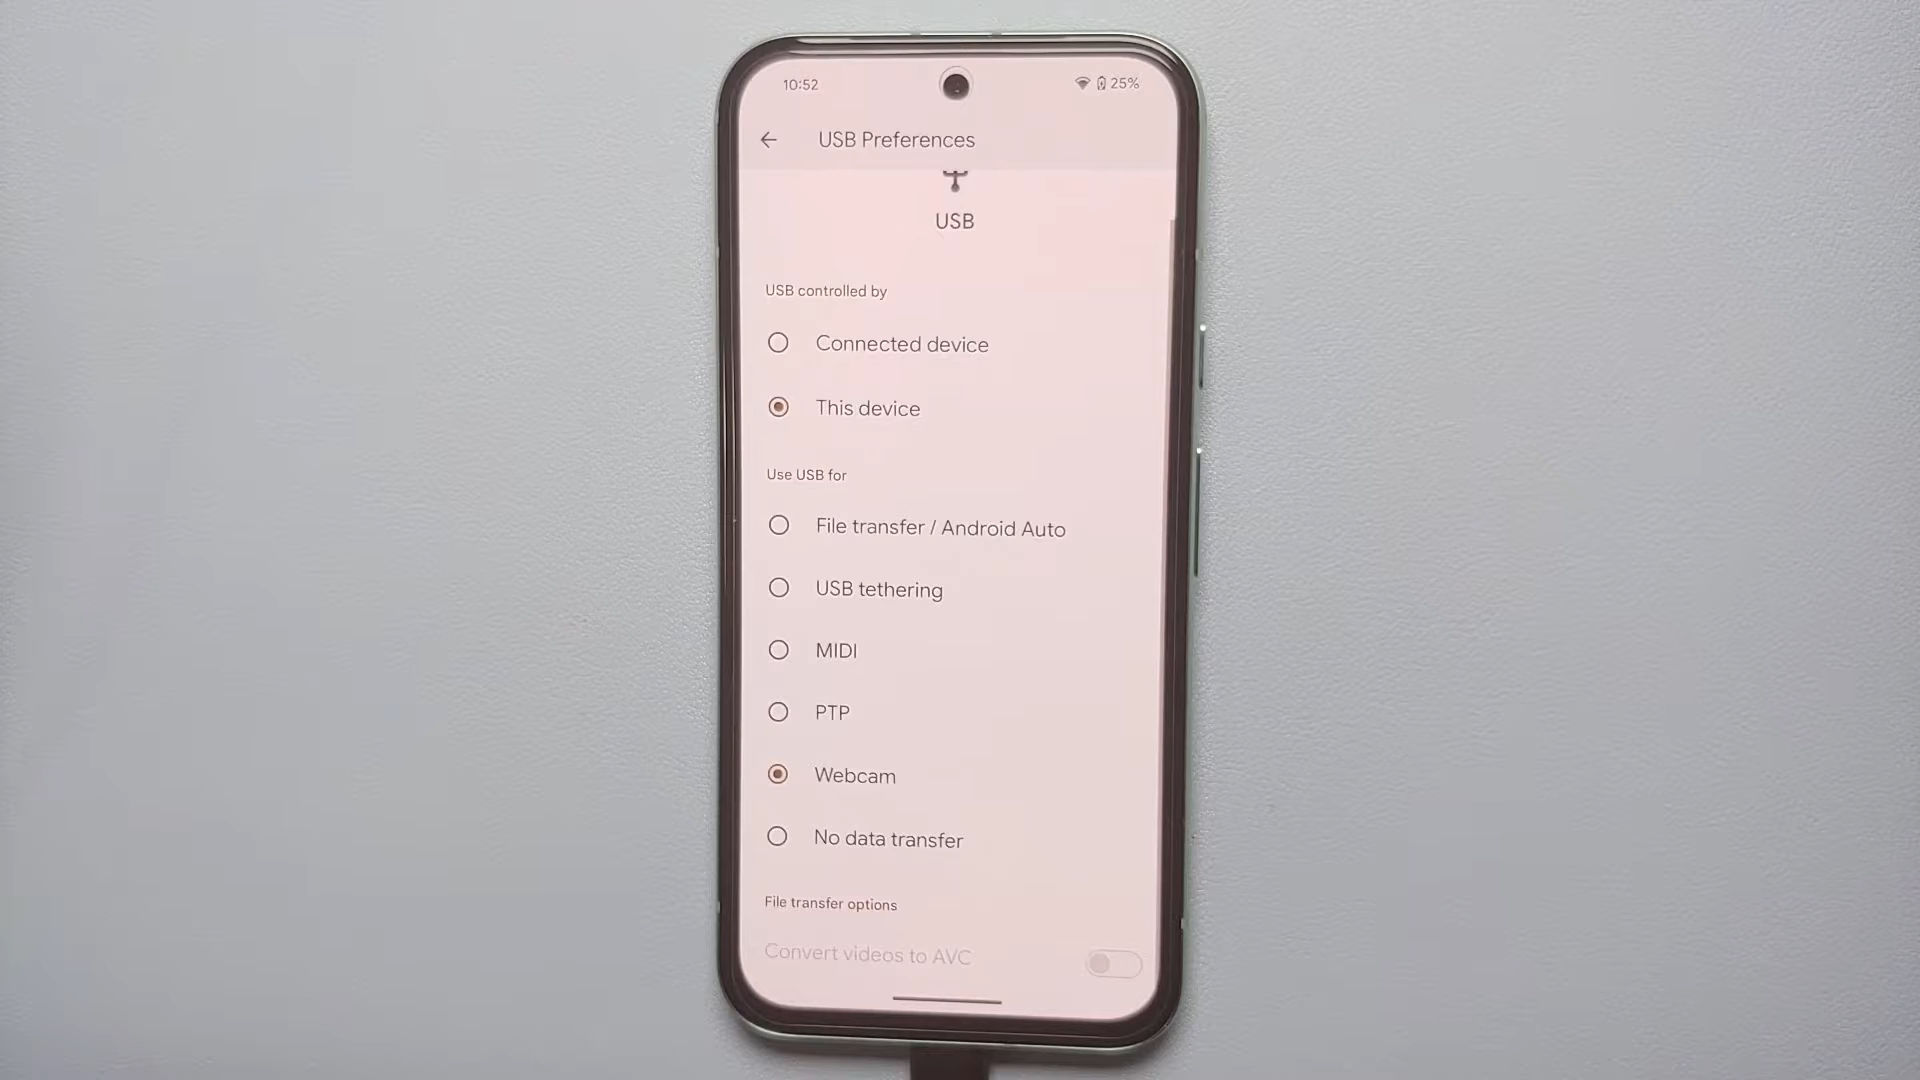 10:52
25%
USB Preferences
USB
USB controlled by
Connected device
This device
Use USB for
File transfer / Android Auto
USB tethering
MIDI
PTP
Webcam
No data transfer
File transfer options
Convert videos to AVC